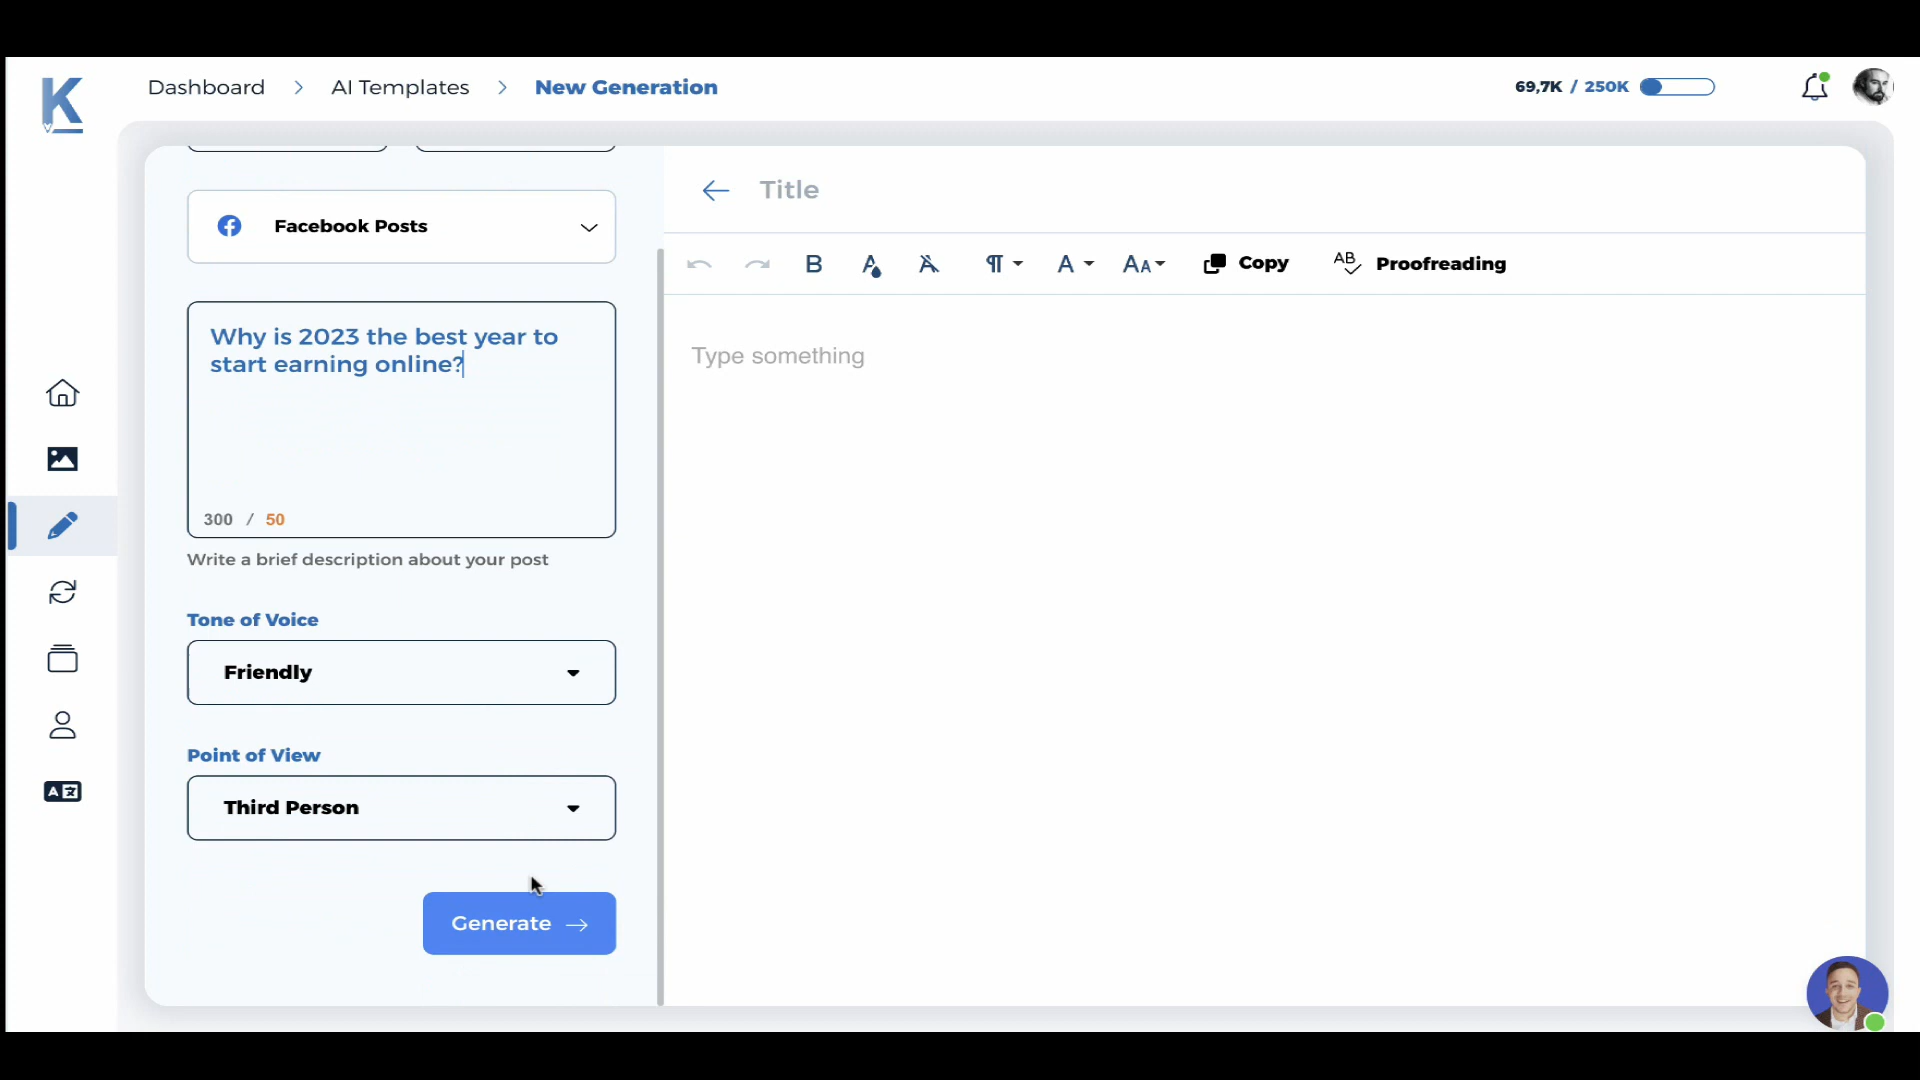 K
Dashboard > AI Templates > New Generation
69,7K / 250K
Facebook Posts
Why is 2023 the best year to
start earning online?
300 / 50
Write a brief description about your post
Tone of Voice
Friendly
Point of View
Third Person
Generate →
Title
B A A ¶ A AA Copy AB Proofreading
Type something